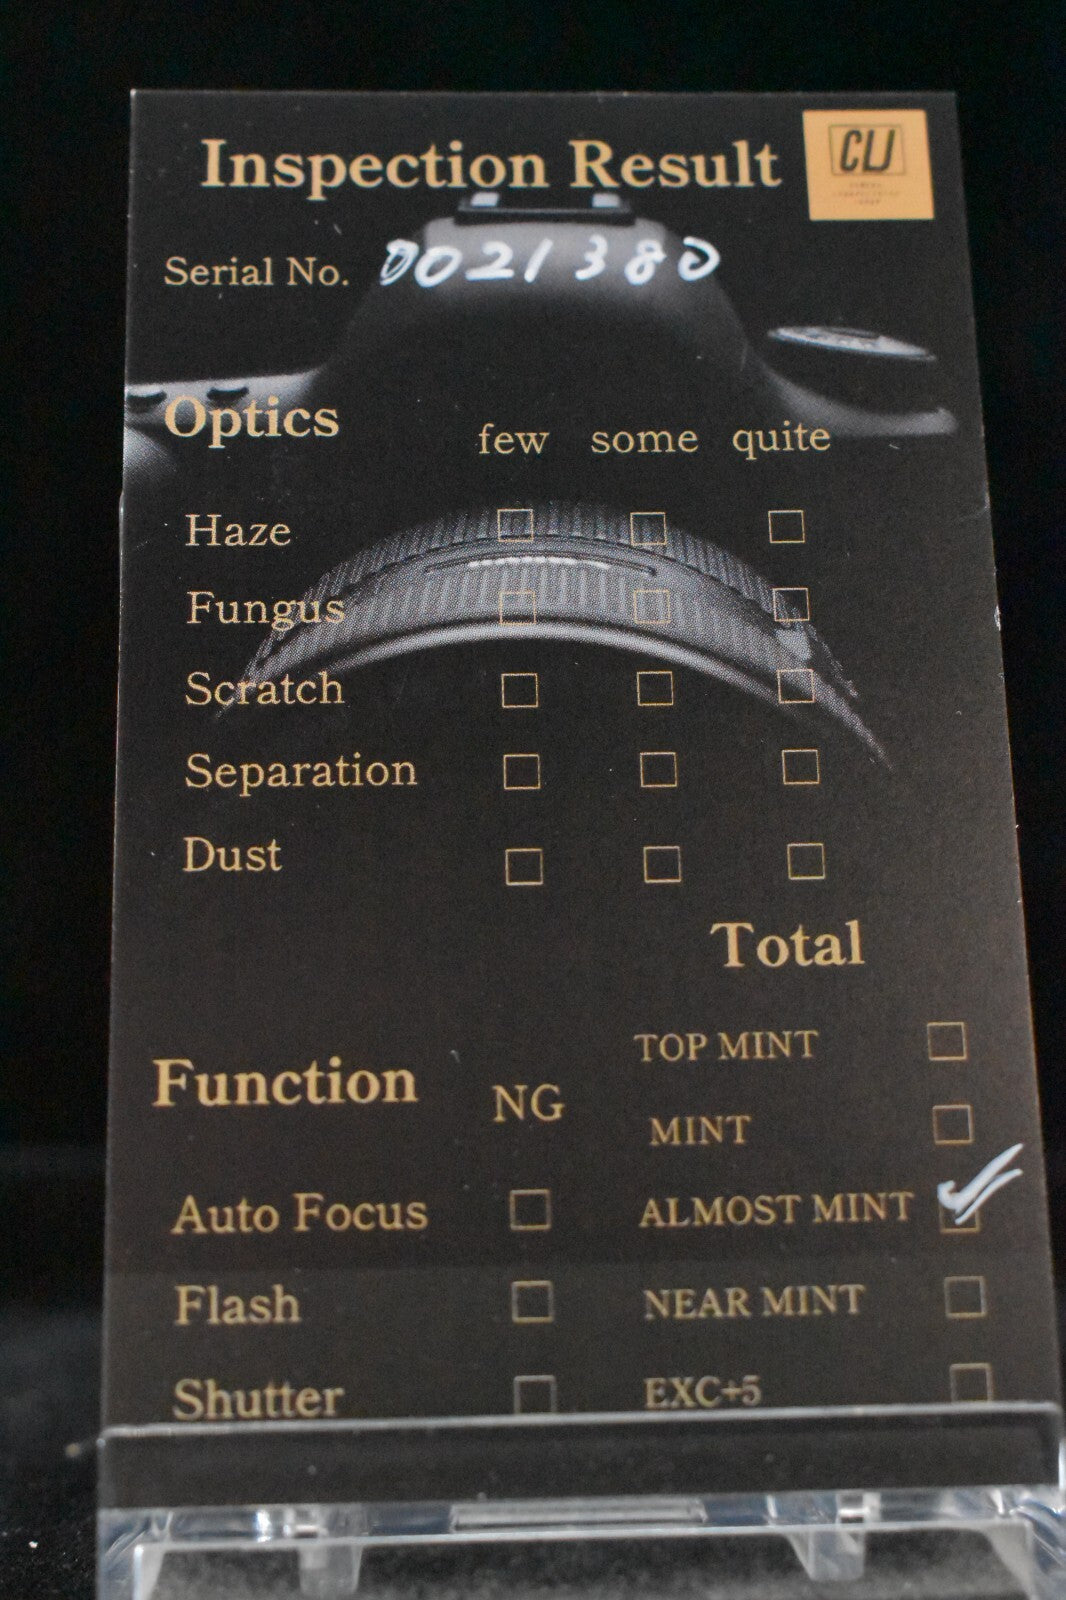 Inspection Result
CLJ
Serial No. 0021380
Optics few some quite
Haze
Fungus
Scratch
Separation
Dust
Total
TOP MINT
Function NG
MINT
Auto Focus
ALMOST MINT
Flash
NEAR MINT
Shutter
EXC+5